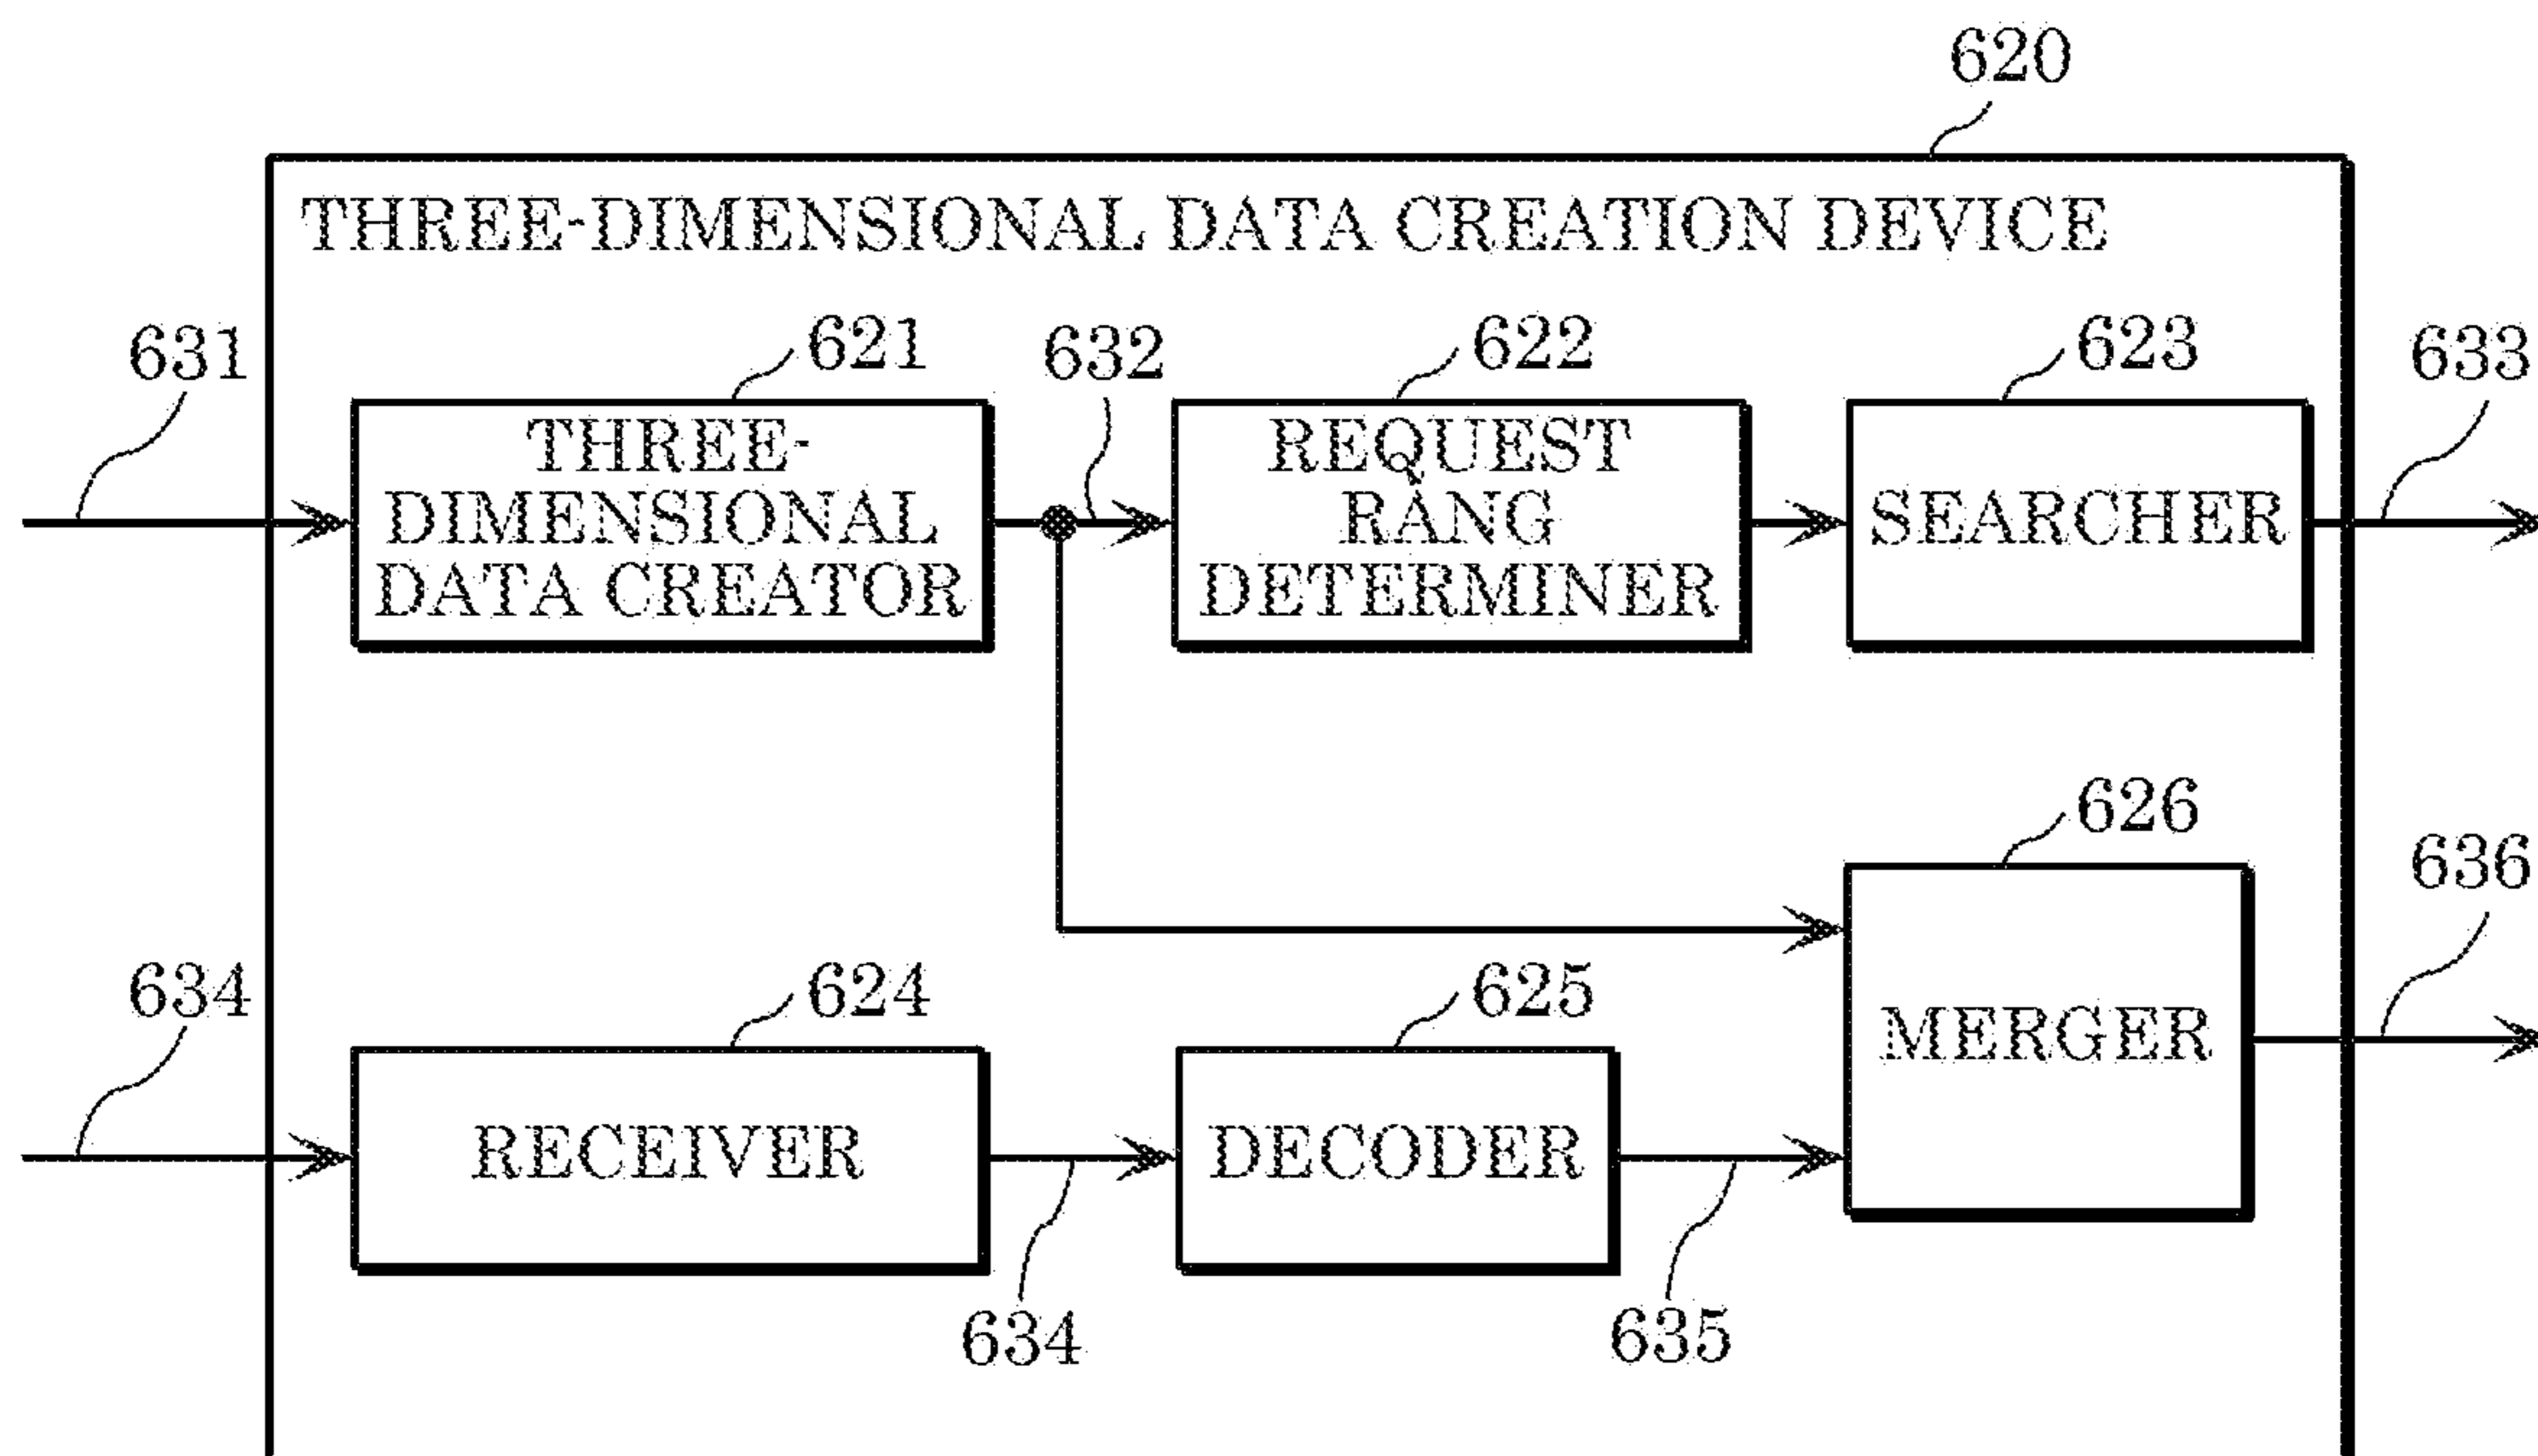 620
THREE-DIMENSIONAL DATA CREATION DEVICE
631
621
632
622
623
633
THREE-
DIMENSIONAL
DATA CREATOR
REQUEST
RANG
DETERMINER
SEARCHER
626
636
634
624
625
MERGER
RECEIVER
DECODER
634
635